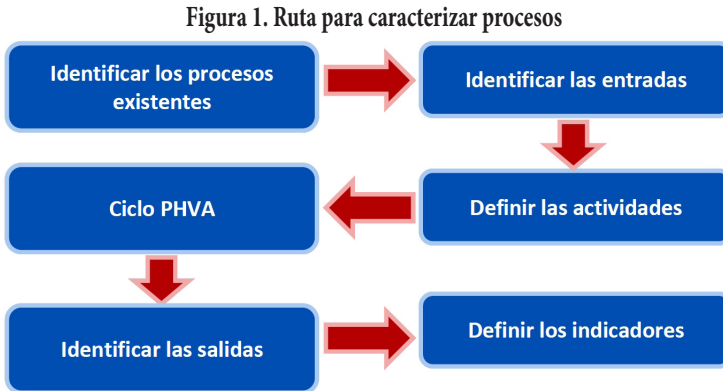 Figura 1. Ruta para caracterizar procesos
Identificar los procesos
existentes
Identificar las entradas
Definir las actividades
Ciclo PHVA
Identificar las salidas
Definir los indicadores